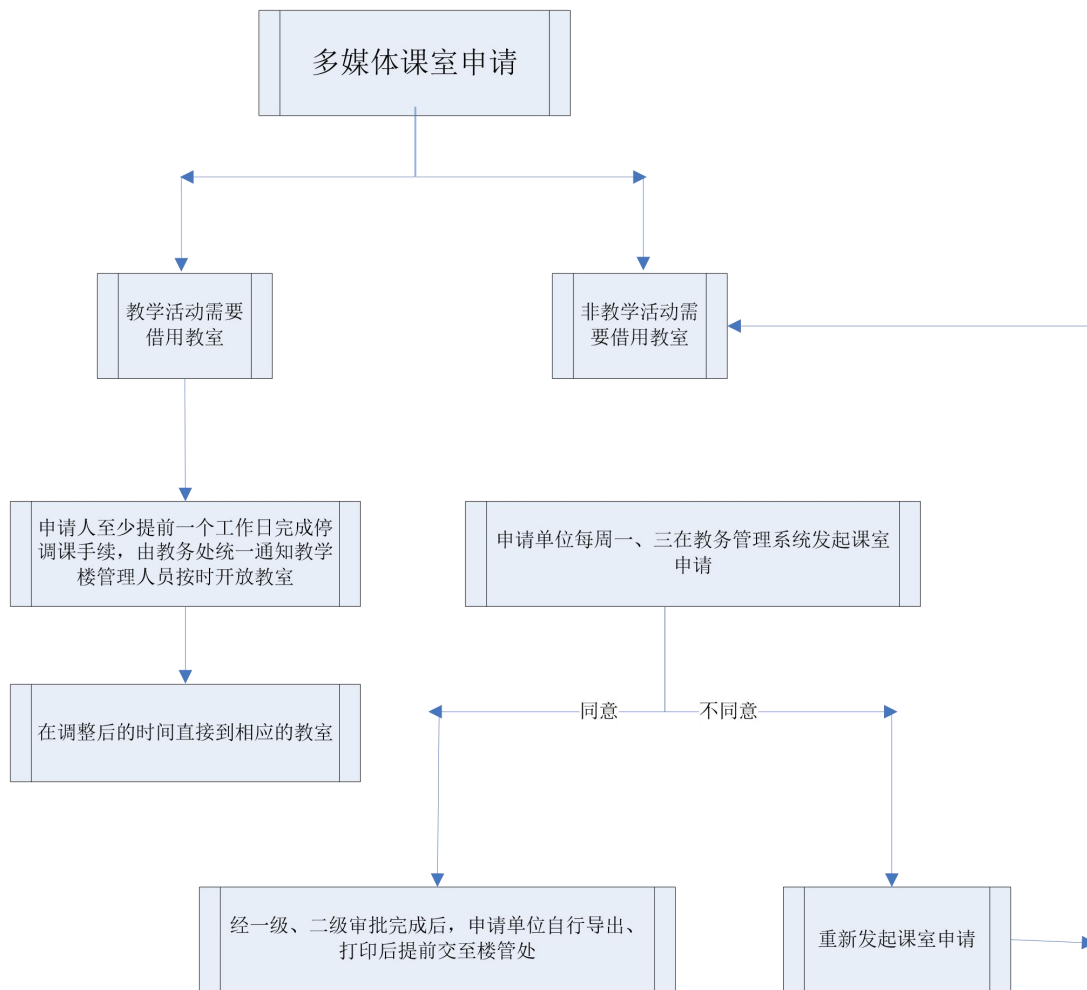 多媒体课室申请
教学活动需要
借用教室
非教学活动需
要借用教室
申请人至少提前一个工作日完成停
调课手续，由教务处统一通知教学
楼管理人员按时开放教室
申请单位每周一、三在教务管理系统发起课室
申请
在调整后的时间直接到相应的教室
同意
不同意
经一级、二级审批完成后，申请单位自行导出、
打印后提前交至楼管处
重新发起课室申请